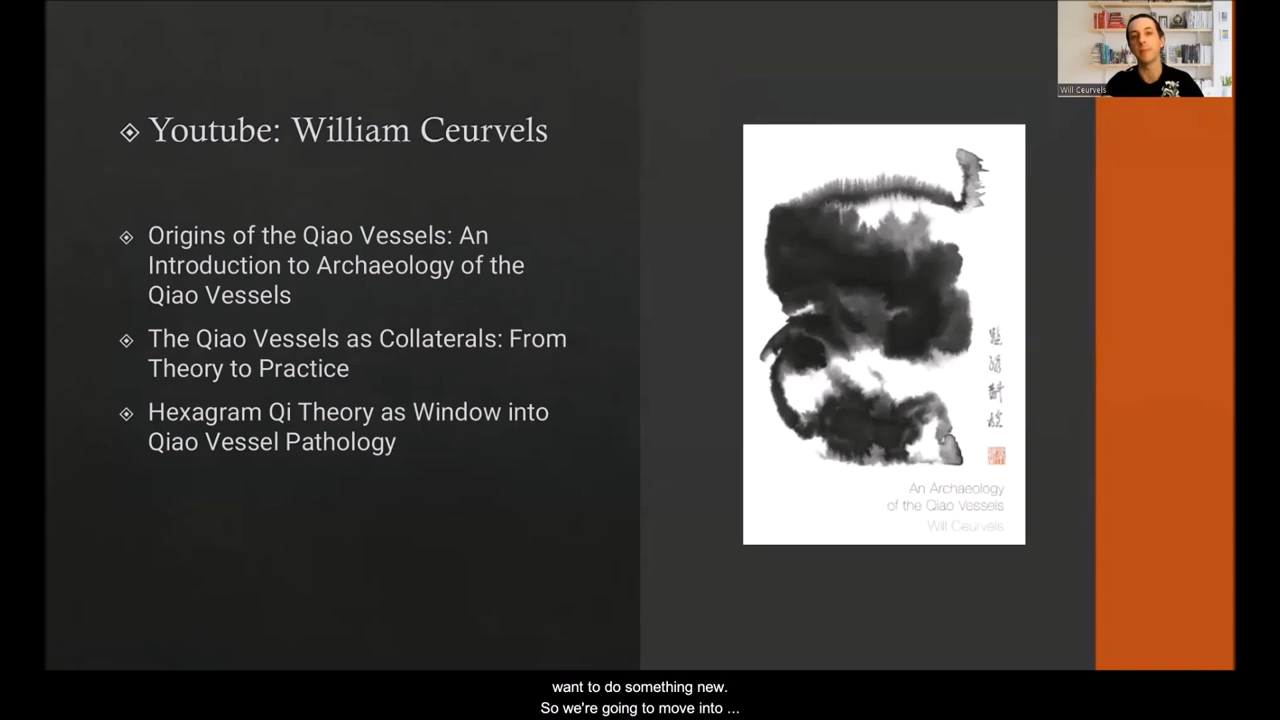 Youtube: William Ceurvels
Origins of the Qiao Vessels: An
Introduction to Archaeology of the
Qiao Vessels
The Qiao Vessels as Collaterals: From
Theory to Practice
Hexagram Qi Theory as Window into
Qiao Vessel Pathology
An Archaeology
of the Qiao Vessels
Will Ceurvels
Will Ceurvels
want to do something new.
So we're going to move into ...